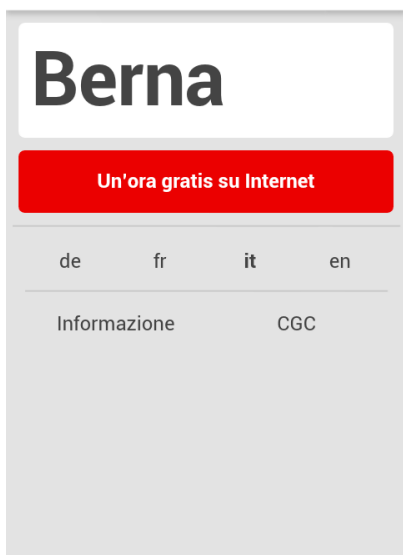 Berna
Un'ora gratis su Internet
de fr it en
Informazione CGC